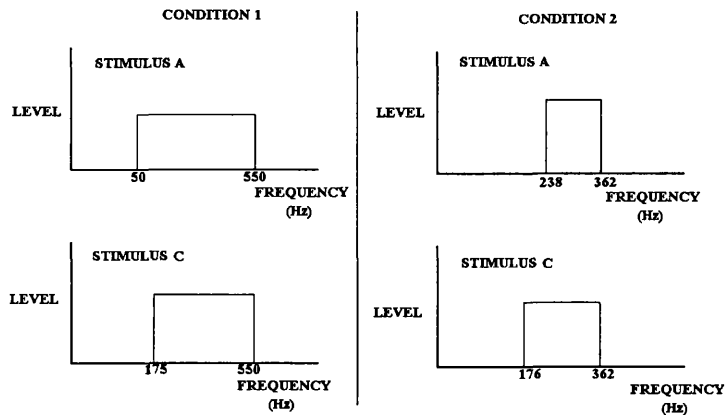 CONDITION 1
STIMULUS A
LEVEL
50 550
FREQUENCY
(Hz)
STIMULUS C
LEVEL
175 550
FREQUENCY
(Hz)
CONDITION 2
STIMULUS A
LEVEL
238 362
FREQUENCY
(Hz)
STIMULUS C
LEVEL
176 362
FREQUENCY
(Hz)